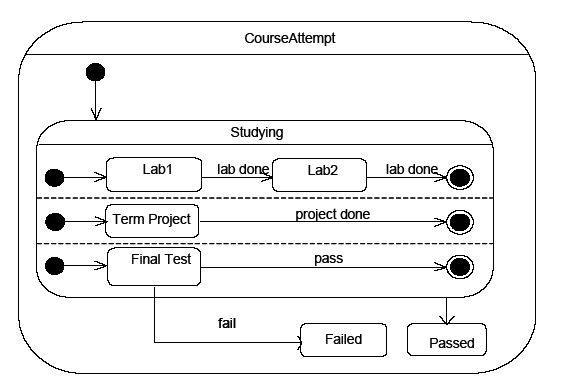 CourseAttempt
Studying
Lab1
lab done
Lab2
lab done
Term Project
project done
Final Test
pass
fail
Failed
Passed